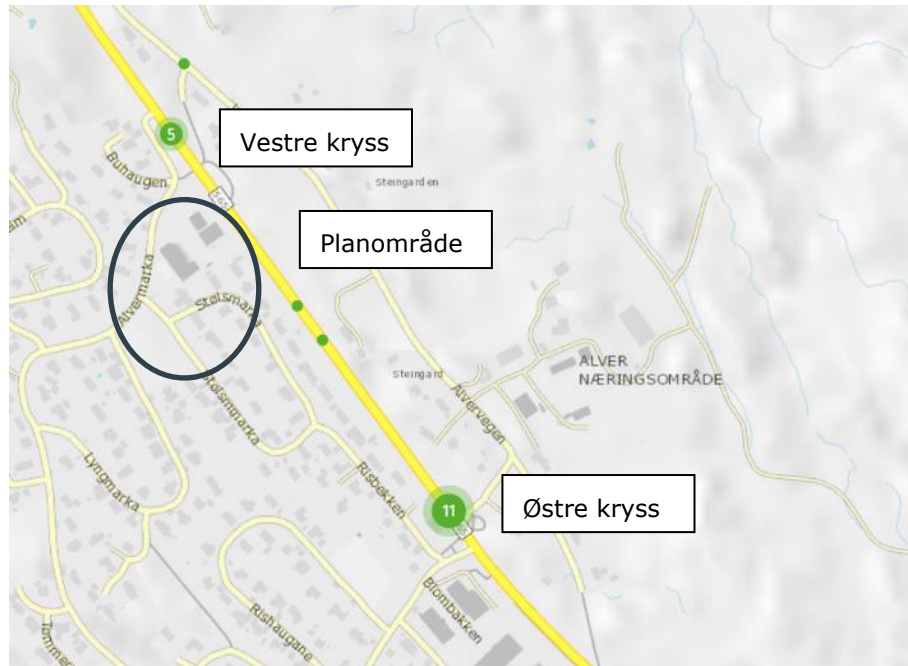 5
Vestre kryss
Buhaugen
Steingarden
Planområde
Alvermarka
Stølsmarka
Steingard
ALVER
NÆRINGSOMRÅDE
Stølsmarka
Alvervegen
Lyngmarka
Risbekken
11
Østre kryss
Blombakken
Rishaugane